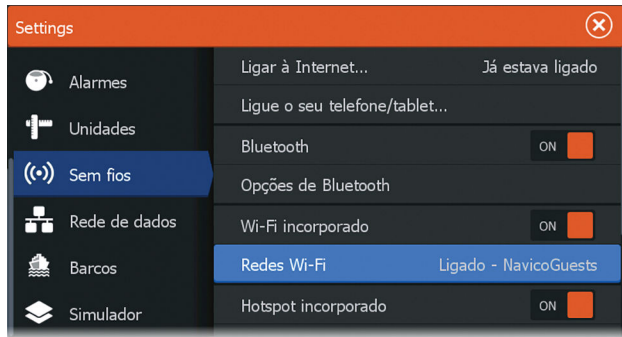 Settings
Alarmes
Unidades
Sem fios
Rede de dados
Barcos
Simulador
Ligar à Internet... Já estava ligado
Ligue o seu telefone/tablet...
Bluetooth ON
Opções de Bluetooth
Wi-Fi incorporado ON
Redes Wi-Fi Ligado - NavicoGuests
Hotspot incorporado ON